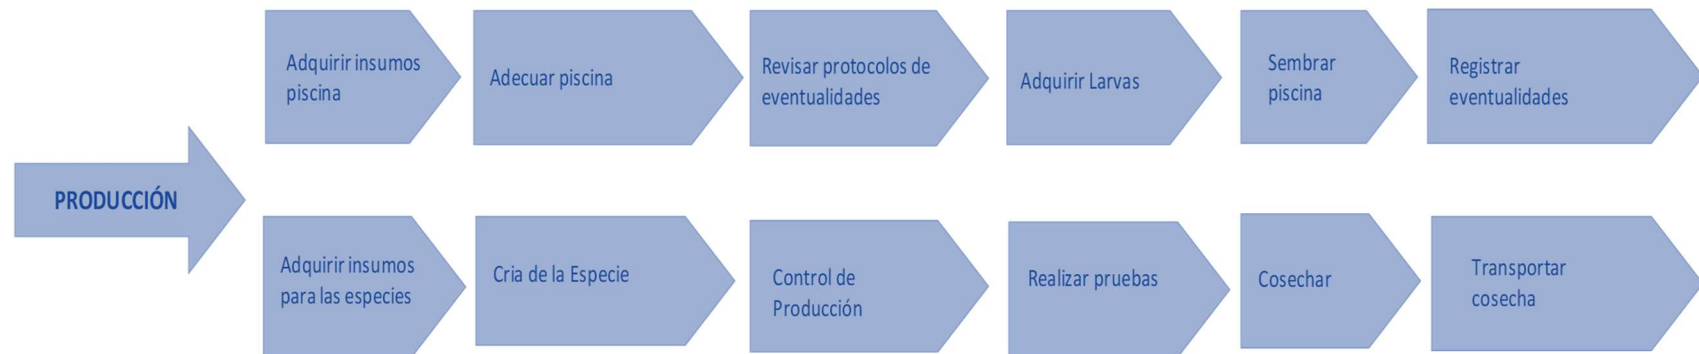 PRODUCCIÓN
Adquirir insumos
piscina
Adecuar piscina
Revisar protocolos de
eventualidades
Adquirir Larvas
Sembrar
piscina
Registrar
eventualidades
Adquirir insumos
para las especies
Cria de la Especie
Control de
Producción
Realizar pruebas
Cosechar
Transportar
cosecha